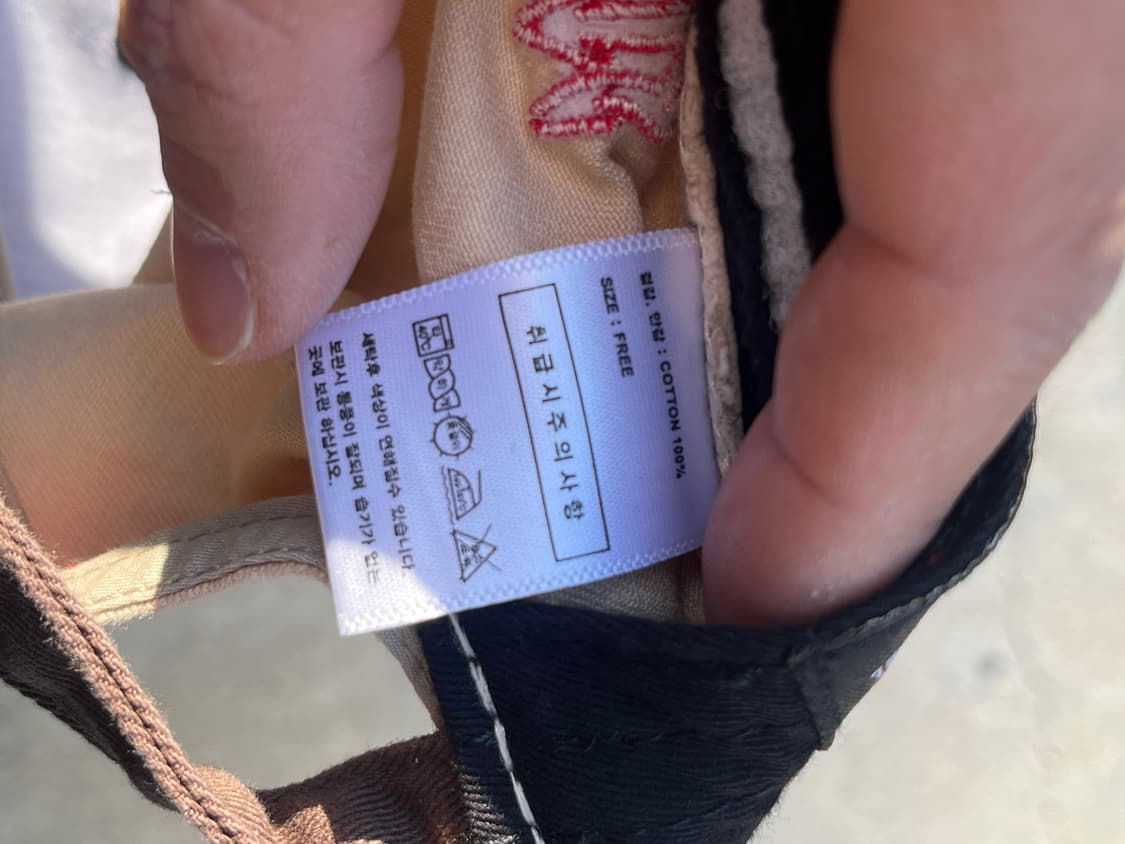 겉감, 안감 : COTTON 100%
SIZE : FREE
취급시주의사항
40℃
세탁후 색상이 연해질수 있습니다.
보관시 통풍이 잘되며 습기가 없는
곳에 보관 하십시오.